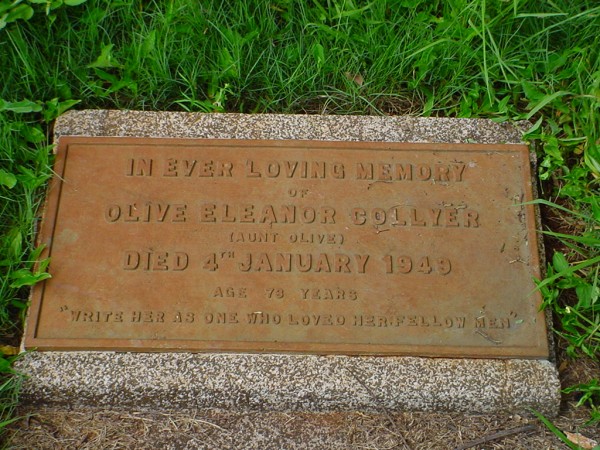 IN EVER LOVING MEMORY
OF
OLIVE ELEANOR COLLYER
(AUNT OLIVE)
DIED 4TH JANUARY 1949
AGE 79 YEARS
"WRITE HER AS ONE WHO LOVED HER FELLOW MEN"